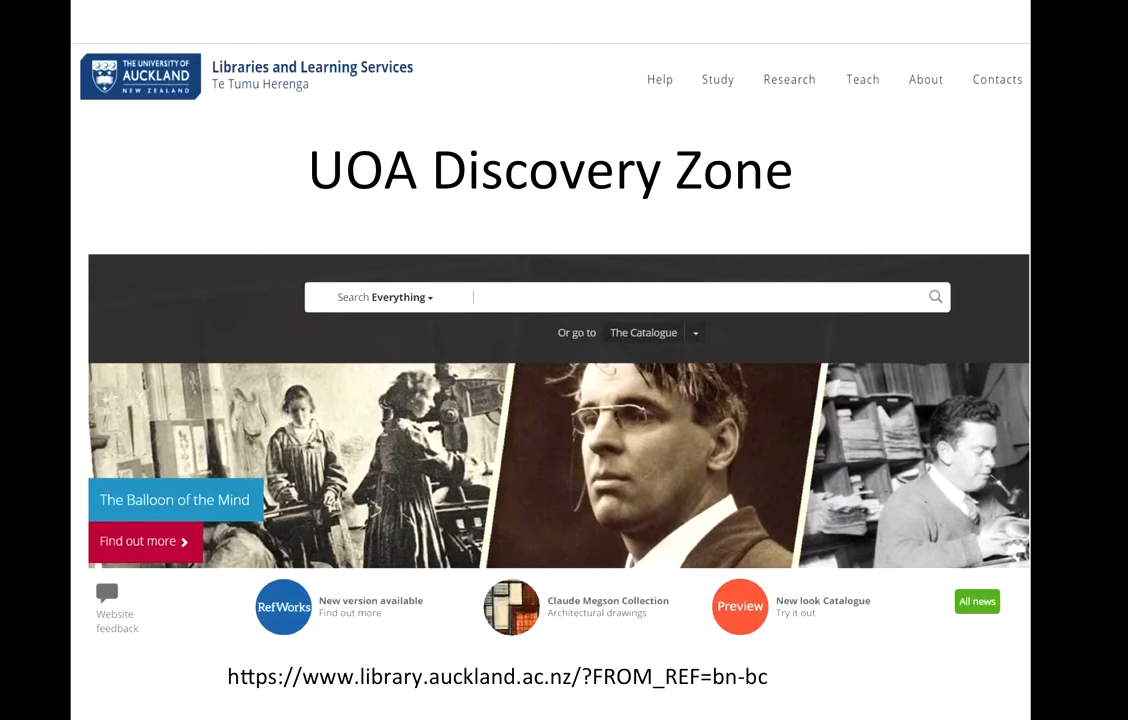 THE UNIVERSITY OF
AUCKLAND
NEW ZEALAND
Libraries and Learning Services
Te Tumu Herenga
Help Study Research Teach About Contacts
UOA Discovery Zone
Search Everything
Or go to The Catalogue
The Balloon of the Mind
Find out more
Website
feedback
RefWorks
New version available
Find out more
Claude Megson Collection
Architectural drawings
Preview
New look Catalogue
Try it out
All news
https://www.library.auckland.ac.nz/?FROM_REF=bn-bc